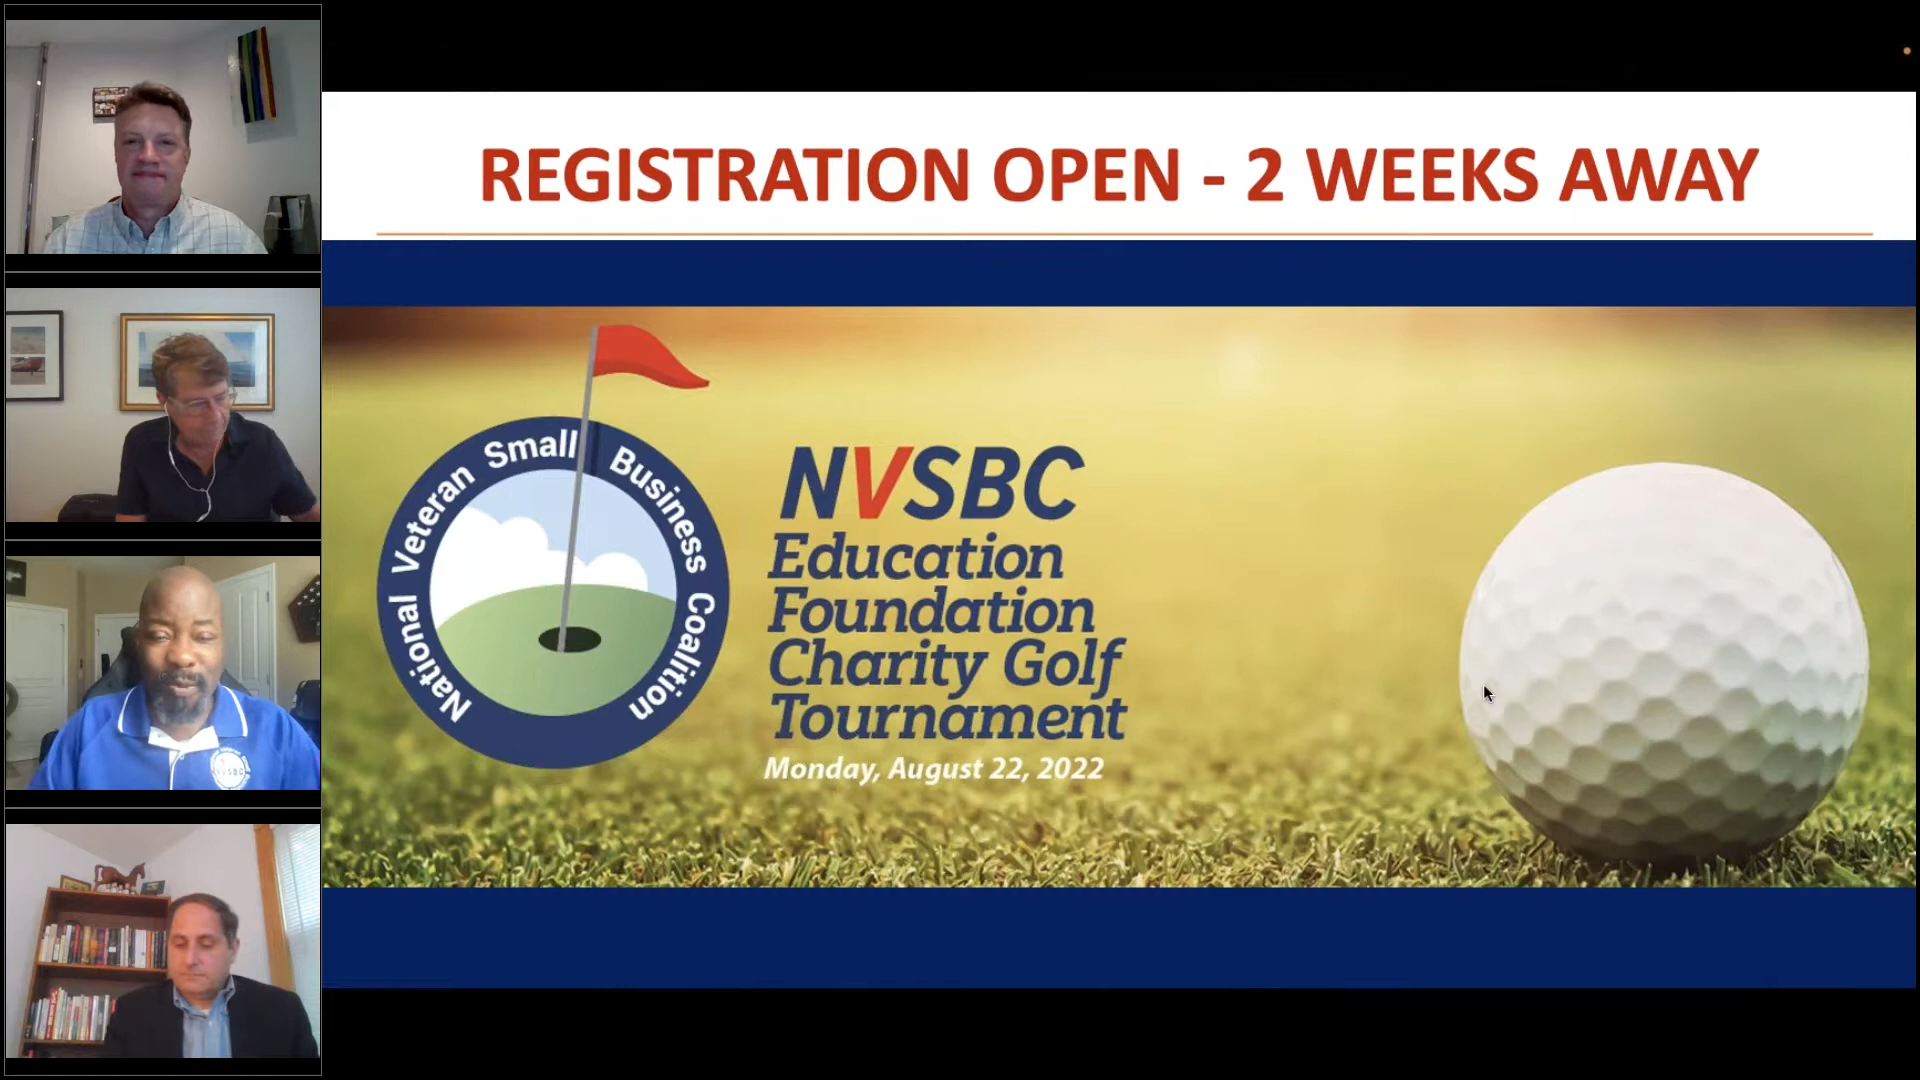 REGISTRATION OPEN - 2 WEEKS AWAY
National Veteran Small Business Coalition
NVSBC
Education
Foundation
Charity Golf
Tournament
Monday, August 22, 2022
NVSBC